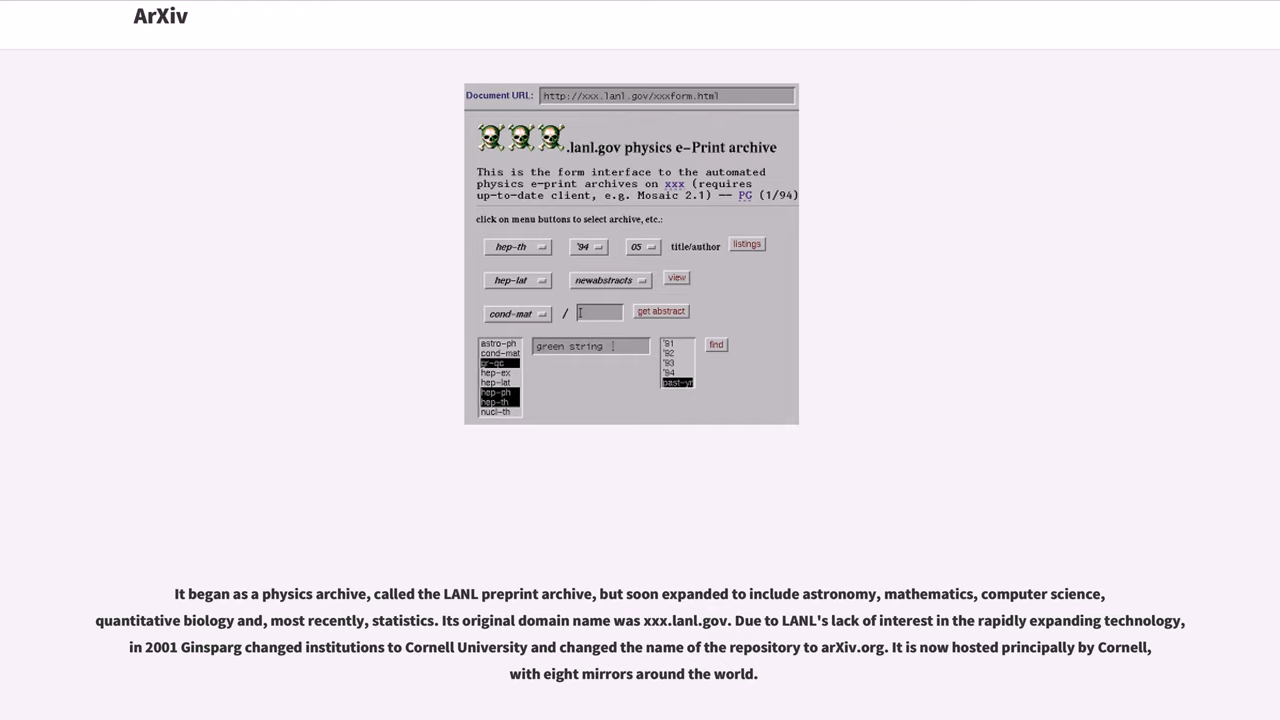 ArXiv
Document URL: http://xxx.lanl.gov/xxxform.html
.lanl.gov physics e-Print archive
This is the form interface to the automated
physics e-print archives on xxx (requires
up-to-date client, e.g. Mosaic 2.1) -- PG (1/94)
click on menu buttons to select archive, etc.:
hep-th '94 05 title/author listings
hep-lat newabstracts view
cond-mat / get abstract
astro-ph
cond-mat
gr-qc
hep-ex
hep-lat
hep-ph
hep-th
nucl-th
green string
'91
'92
'93
'94
past-yr
find
It began as a physics archive, called the LANL preprint archive, but soon expanded to include astronomy, mathematics, computer science,
quantitative biology and, most recently, statistics. Its original domain name was xxx.lanl.gov. Due to LANL's lack of interest in the rapidly expanding technology,
in 2001 Ginsparg changed institutions to Cornell University and changed the name of the repository to arXiv.org. It is now hosted principally by Cornell,
with eight mirrors around the world.